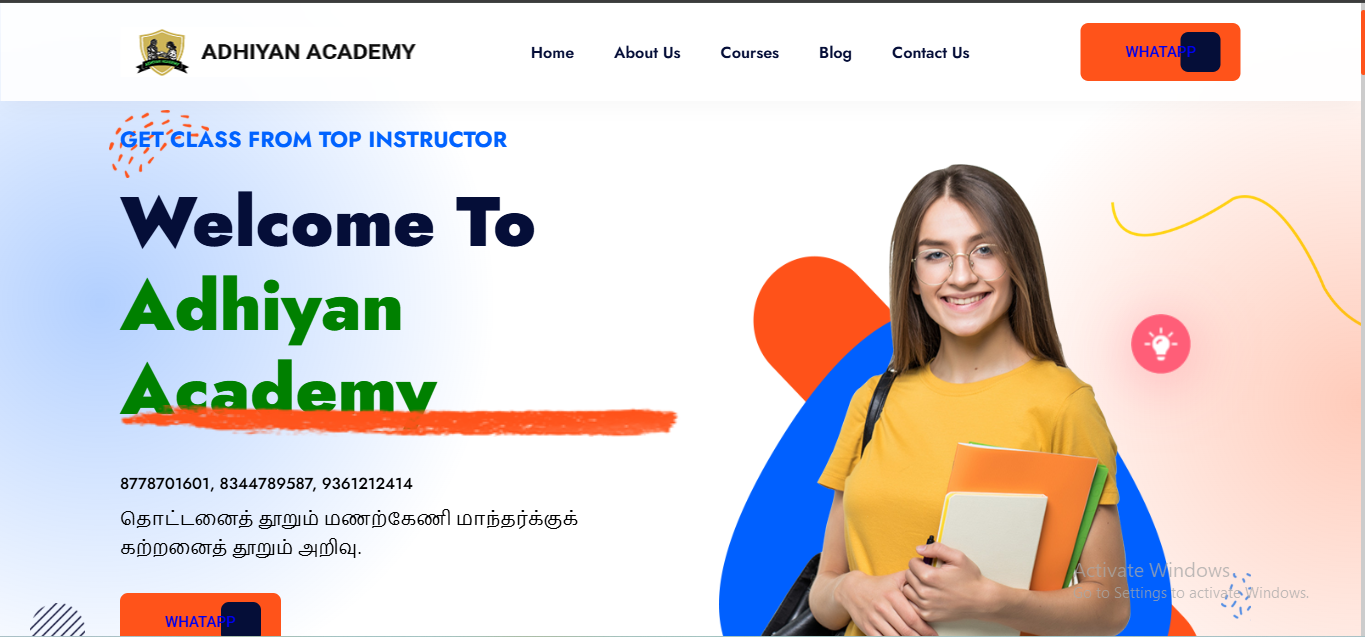 ADHIYAN ACADEMY
Home
About Us
Courses
Blog
Contact Us
WHATAPP
GET CLASS FROM TOP INSTRUCTOR
Welcome To
Adhiyan
Academy
8778701601, 8344789587, 9361212414
தொட்டனைத் தூறும் மணற்கேணி மாந்தர்க்குக்
கற்றனைத் தூறும் அறிவு.
WHATAPP
Activate Windows
Go to Settings to activate Windows.